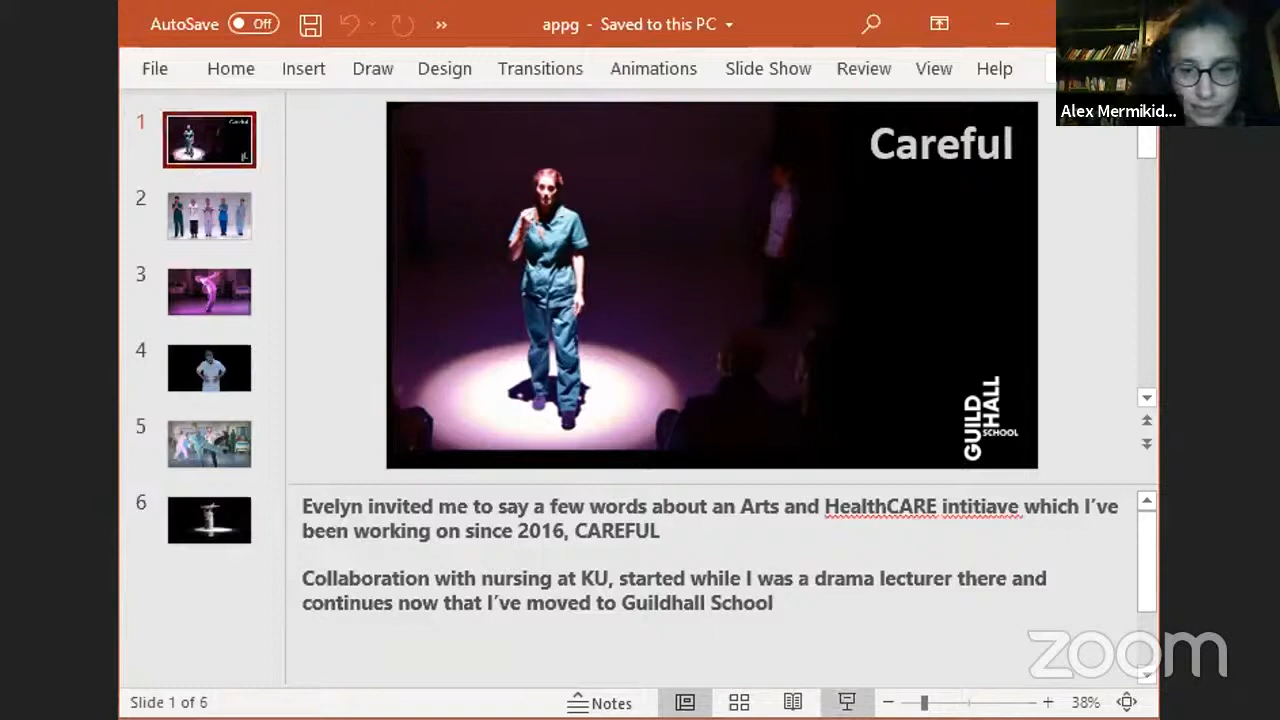 AutoSave Off appg - Saved to this PC
File Home Insert Draw Design Transitions Animations Slide Show Review View Help
Alex Mermikid...
1
2
3
4
5
6
Careful
GUILD
HALL
SCHOOL
Evelyn invited me to say a few words about an Arts and HealthCARE intitiave which I've
been working on since 2016, CAREFUL
Collaboration with nursing at KU, started while I was a drama lecturer there and
continues now that I've moved to Guildhall School
zoom
Slide 1 of 6 Notes 38%